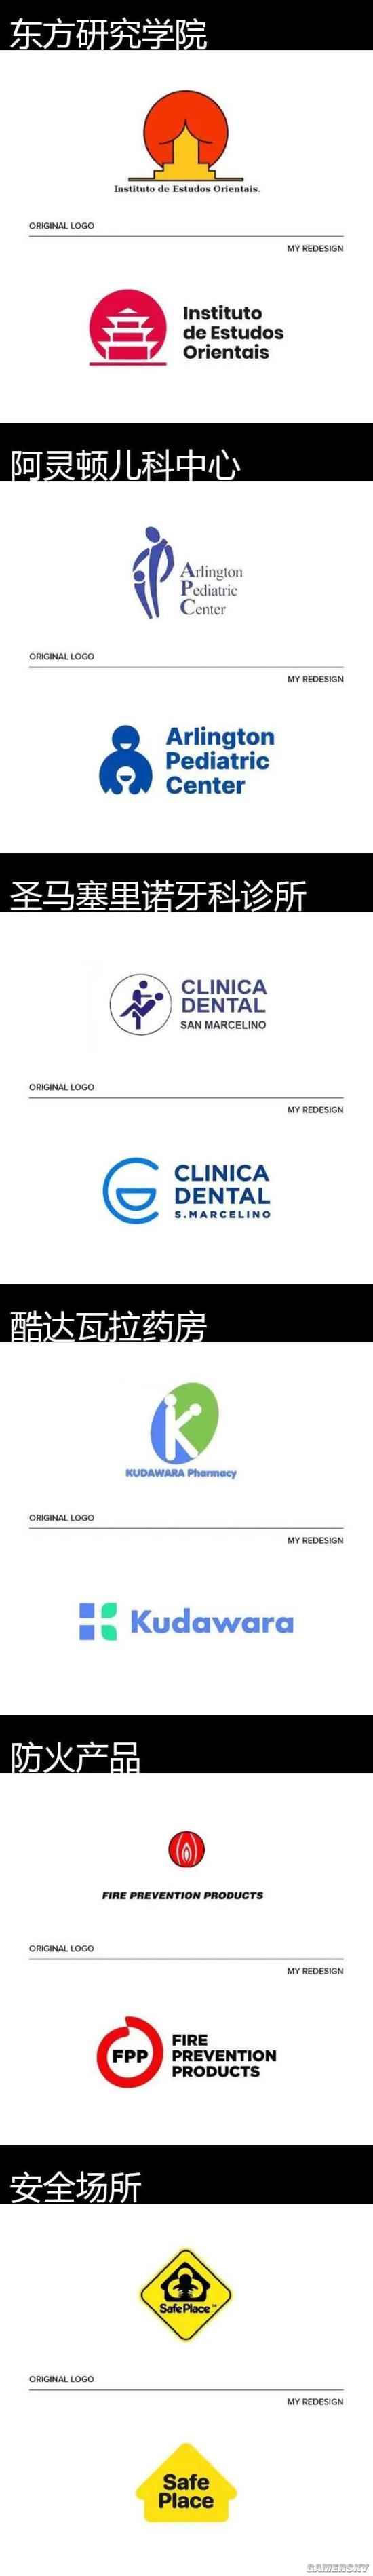 东方研究学院
Instituto de Estudos Orientais.
ORIGINAL LOGO
MY REDESIGN
Instituto
de Estudos
Orientais
阿灵顿儿科中心
Arlington
Pediatric
Center
ORIGINAL LOGO
MY REDESIGN
Arlington
Pediatric
Center
圣马塞里诺牙科诊所
CLINICA
DENTAL
SAN MARCELINO
ORIGINAL LOGO
MY REDESIGN
CLINICA
DENTAL
S.MARCELINO
酷达瓦拉药房
KUDAWARA Pharmacy
ORIGINAL LOGO
MY REDESIGN
Kudawara
防火产品
FIRE PREVENTION PRODUCTS
ORIGINAL LOGO
MY REDESIGN
FPP
FIRE
PREVENTION
PRODUCTS
安全场所
Safe Place™
ORIGINAL LOGO
MY REDESIGN
Safe
Place
GAMERSKY